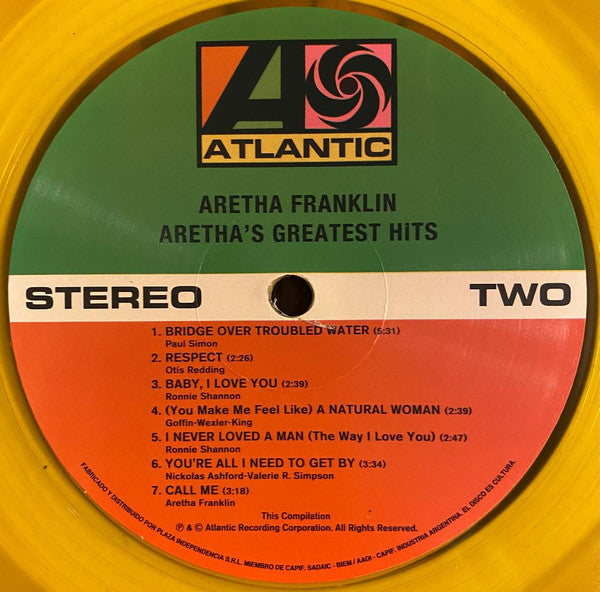 ATLANTIC
ARETHA FRANKLIN
ARETHA'S GREATEST HITS
STEREO TWO
1. BRIDGE OVER TROUBLED WATER (5:31)
Paul Simon
2. RESPECT (2:26)
Otis Redding
3. BABY, I LOVE YOU (2:39)
Ronnie Shannon
4. (You Make Me Feel Like) A NATURAL WOMAN (2:39)
Goffin-Wexler-King
5. I NEVER LOVED A MAN (The Way I Love You) (2:47)
Ronnie Shannon
6. YOU'RE ALL I NEED TO GET BY (3:34)
Nickolas Ashford-Valerie R. Simpson
7. CALL ME (3:18)
Aretha Franklin
This Compilation
℗ & © Atlantic Recording Corporation. All Rights Reserved.
FABRICADO Y DISTRIBUIDO POR PLAZA INDEPENDENCIA S.R.L. MIEMBRO DE CAPIF. SADAIC - BIEM / AADI - CAPIF. INDUSTRIA ARGENTINA. EL DISCO ES CULTURA.